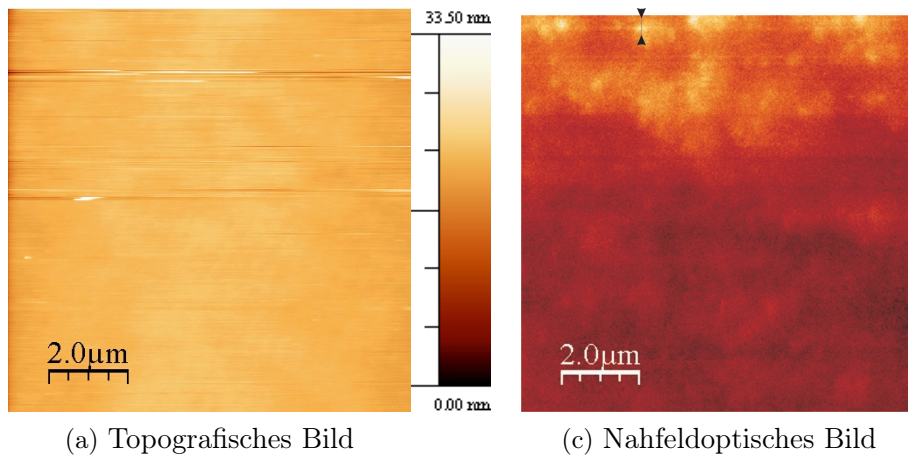 33.50 nm
2.0µm
0.00 nm
2.0µm
(a) Topografisches Bild
(c) Nahfeldoptisches Bild